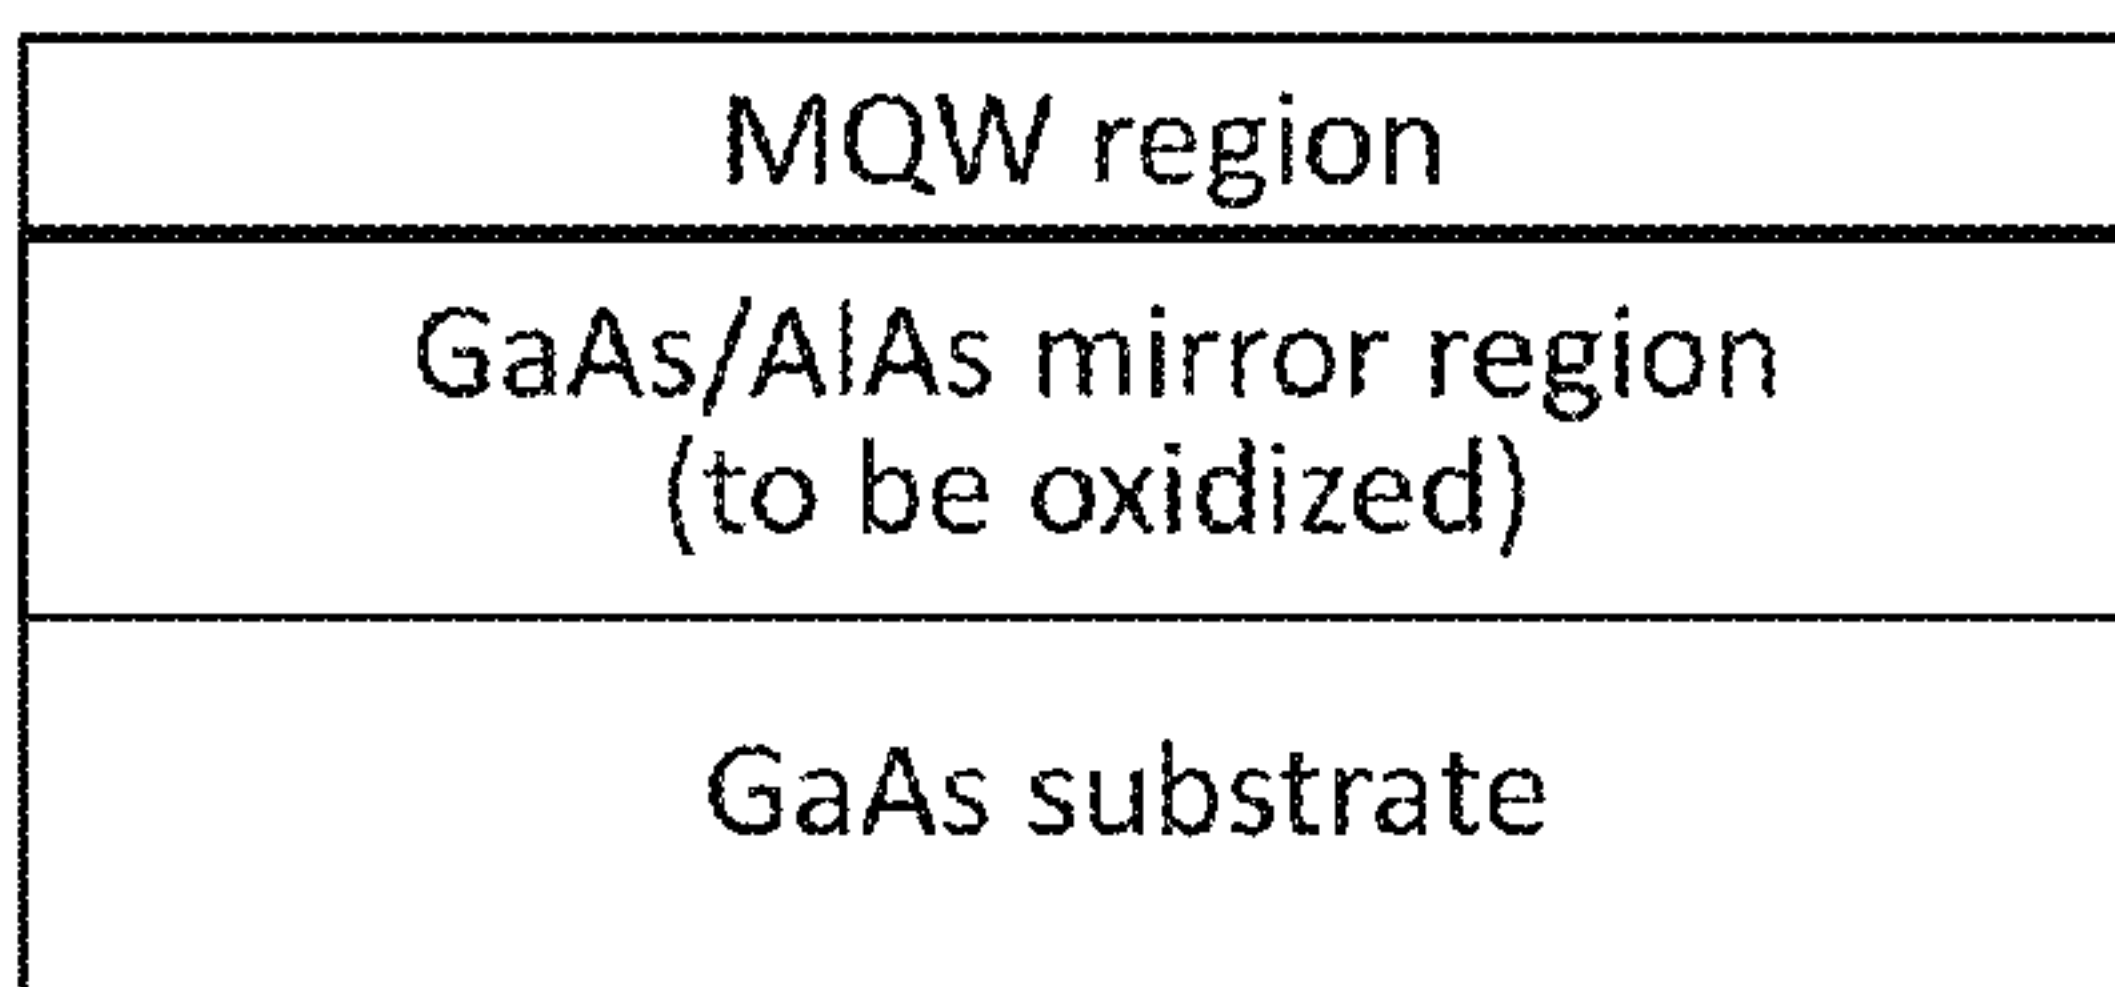 MQW region
GaAs/AlAs mirror region
(to be oxidized)
GaAs substrate